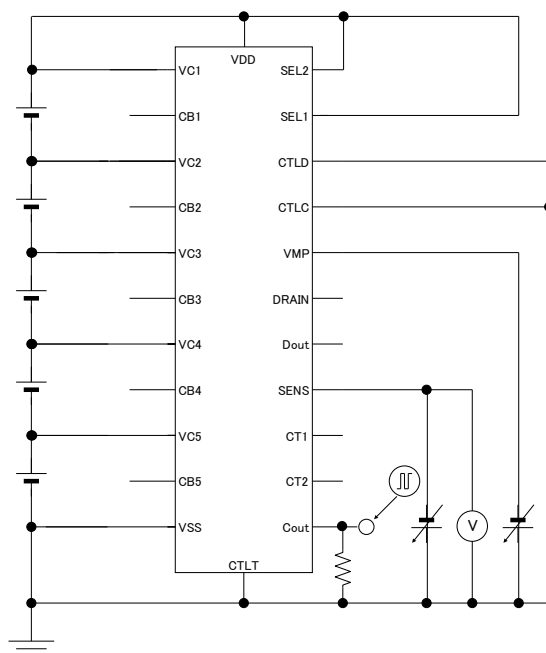 VDD
VC1
SEL2
CB1
SEL1
VC2
CTLD
CB2
CTLC
VC3
VMP
CB3
DRAIN
VC4
Dout
CB4
SENS
VC5
CT1
CB5
CT2
VSS
Cout
V
CTLT